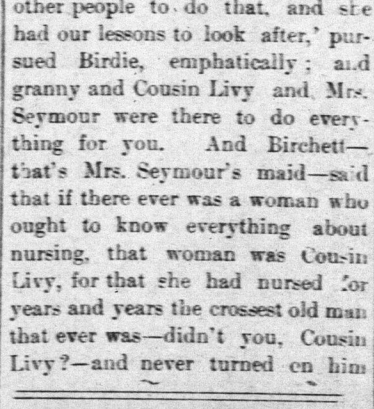 other people to do that, and she
had our lessons to look after,' pur-
sued Birdie, emphatically ; and
granny and Cousin Livy and Mrs.
Seymour were there to do every-
thing for you. And Birchett—
that's Mrs. Seymour's maid—said
that if there ever was a woman who
ought to know everything about
nursing, that woman was Cousin
Livy, for that she had nursed for
years and years the crossest old man
that ever was—didn't you, Cousin
Livy?—and never turned on him